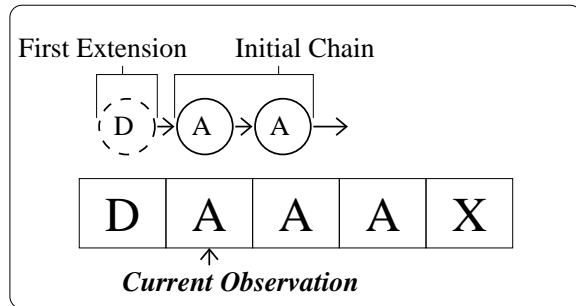 First Extension Initial Chain
D A A
D A A A X
Current Observation